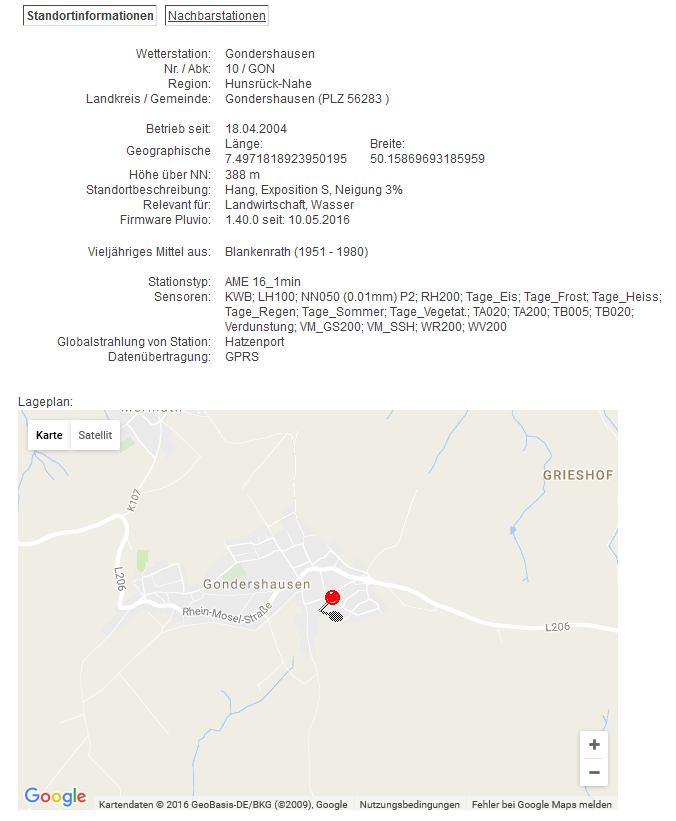 Standortinformationen Nachbarstationen
Wetterstation: Gondershausen
Nr. / Abk: 10 / GON
Region: Hunsrück-Nahe
Landkreis / Gemeinde: Gondershausen (PLZ 56283 )
Betrieb seit: 18.04.2004
Geographische Länge: Breite:
7.4971818923950195 50.15869693185959
Höhe über NN: 388 m
Standortbeschreibung: Hang, Exposition S, Neigung 3%
Relevant für: Landwirtschaft, Wasser
Firmware Pluvio: 1.40.0 seit: 10.05.2016
Vieljähriges Mittel aus: Blankenrath (1951 - 1980)
Stationstyp: AME 16_1min
Sensoren: KWB; LH100; NN050 (0.01mm) P2; RH200; Tage_Eis; Tage_Frost; Tage_Heiss;
Tage_Regen; Tage_Sommer; Tage_Vegetat.; TA020; TA200; TB005; TB020;
Verdunstung; VM_GS200; VM_SSH; WR200; WV200
Globalstrahlung von Station: Hatzenport
Datenübertragung: GPRS
Lageplan:
Karte Satellit
GRIESHOF
K107
L206
Gondershausen
Rhein-Mosel-Straße
L206
+
−
Google Kartendaten © 2016 GeoBasis-DE/BKG (©2009), Google Nutzungsbedingungen Fehler bei Google Maps melden